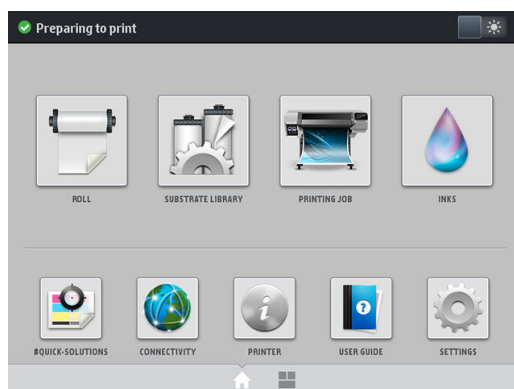 Preparing to print
ROLL
SUBSTRATE LIBRARY
PRINTING JOB
INKS
#QUICK-SOLUTIONS
CONNECTIVITY
PRINTER
USER GUIDE
SETTINGS